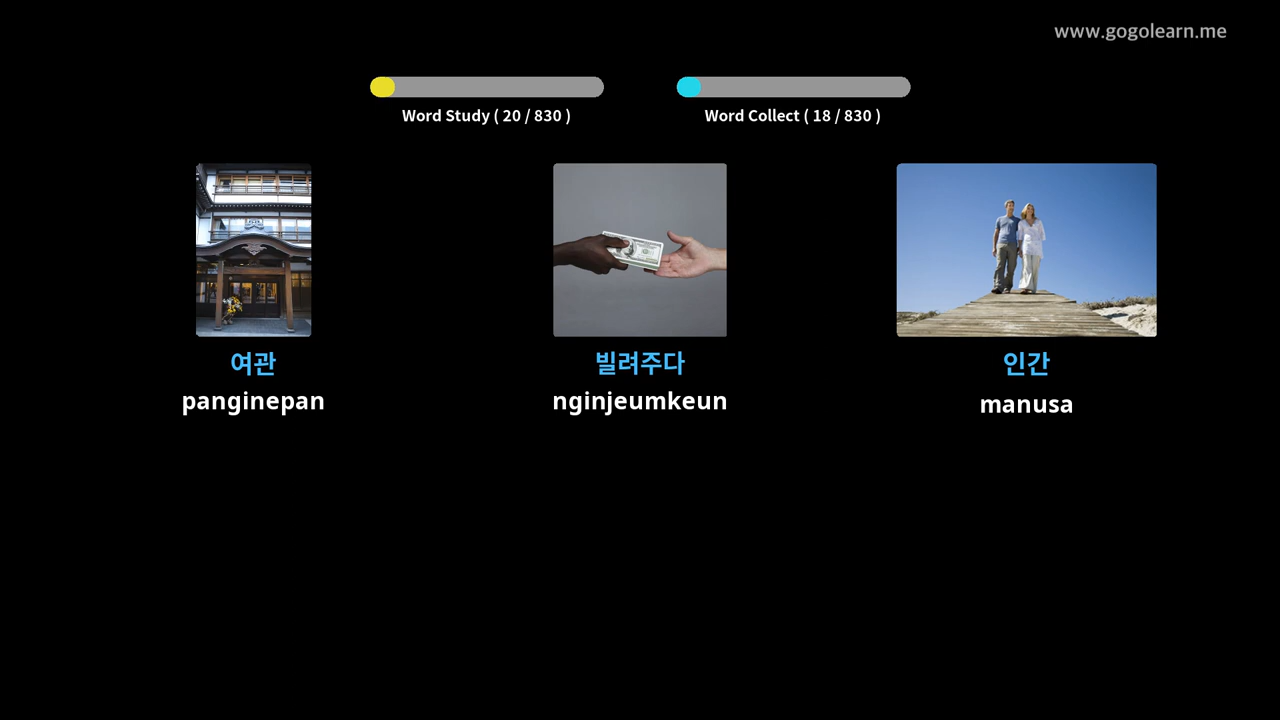 www.gogolearn.me
Word Study ( 20 / 830 )
Word Collect ( 18 / 830 )
여관
빌려주다
인간
panginepan
nginjeumkeun
manusa